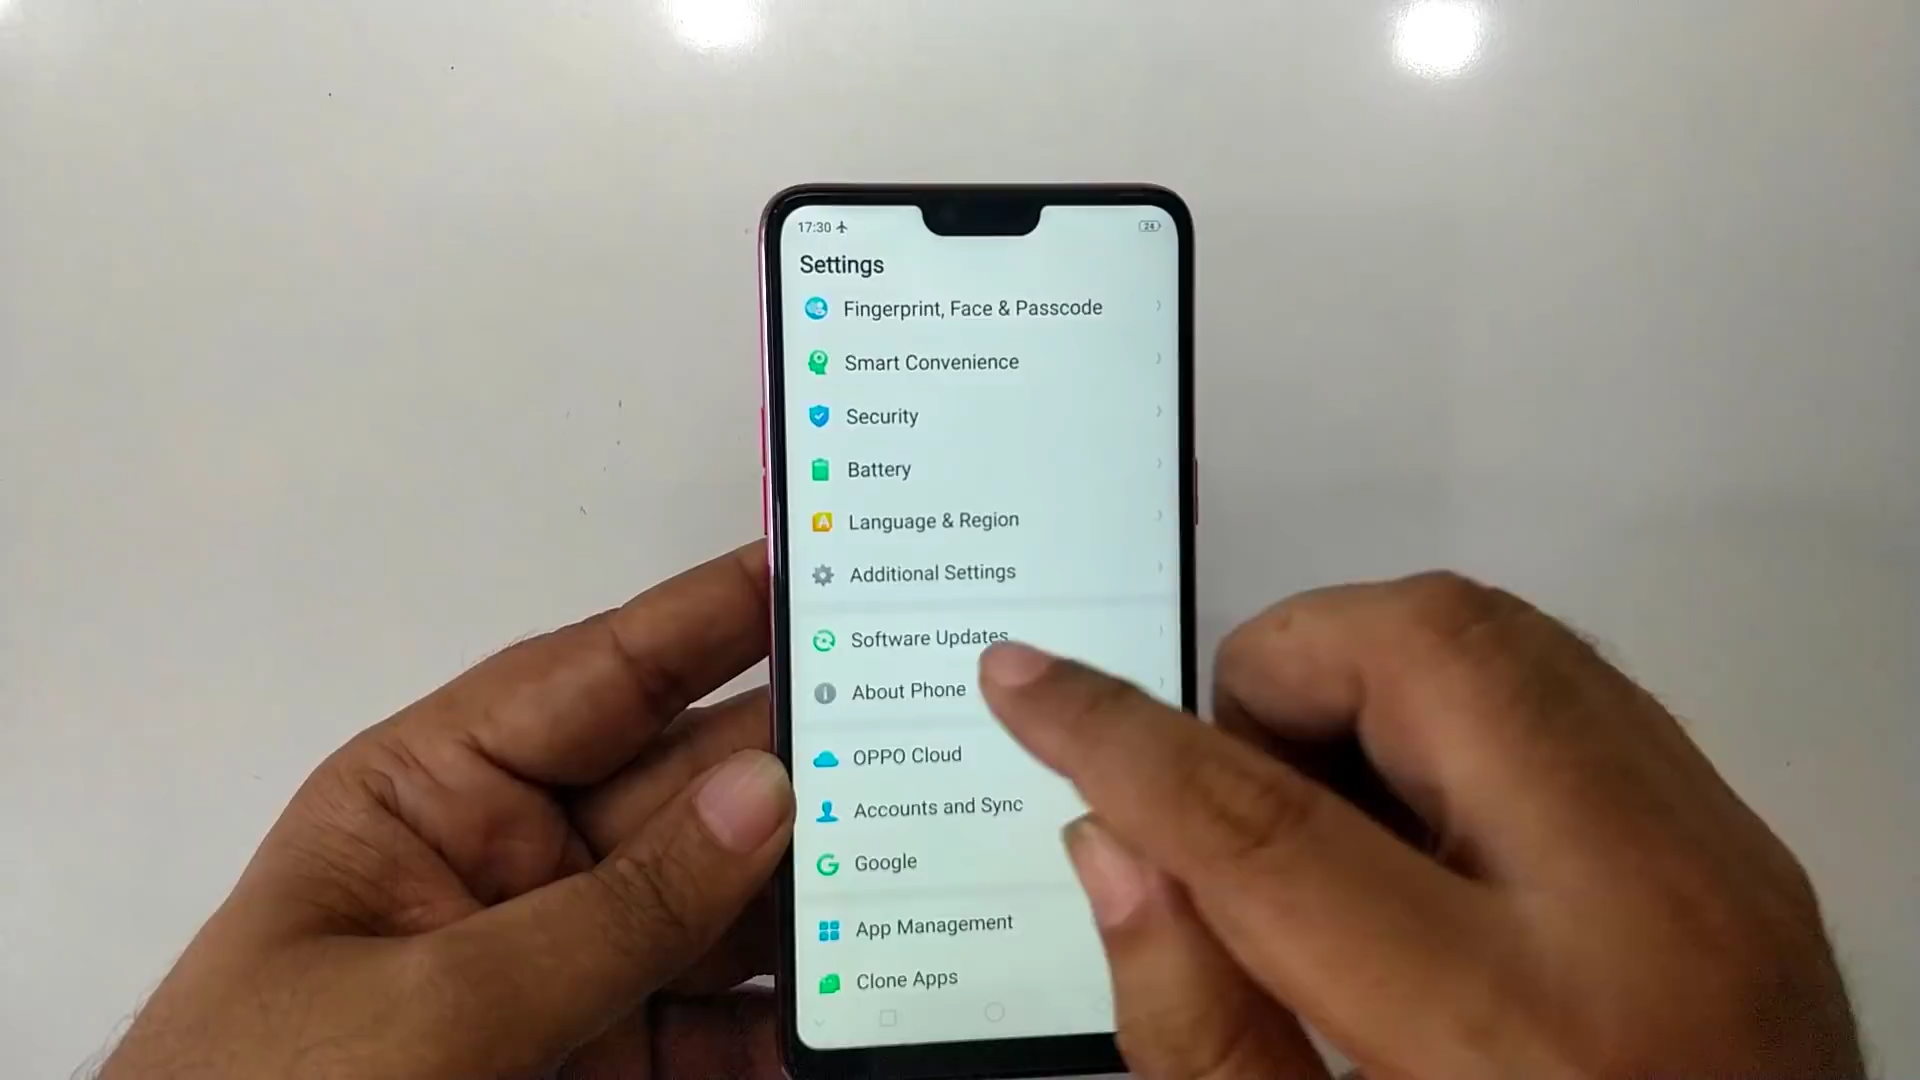 17:30
24
Settings
Fingerprint, Face & Passcode
Smart Convenience
Security
Battery
Language & Region
Additional Settings
Software Updates
About Phone
OPPO Cloud
Accounts and Sync
Google
App Management
Clone Apps